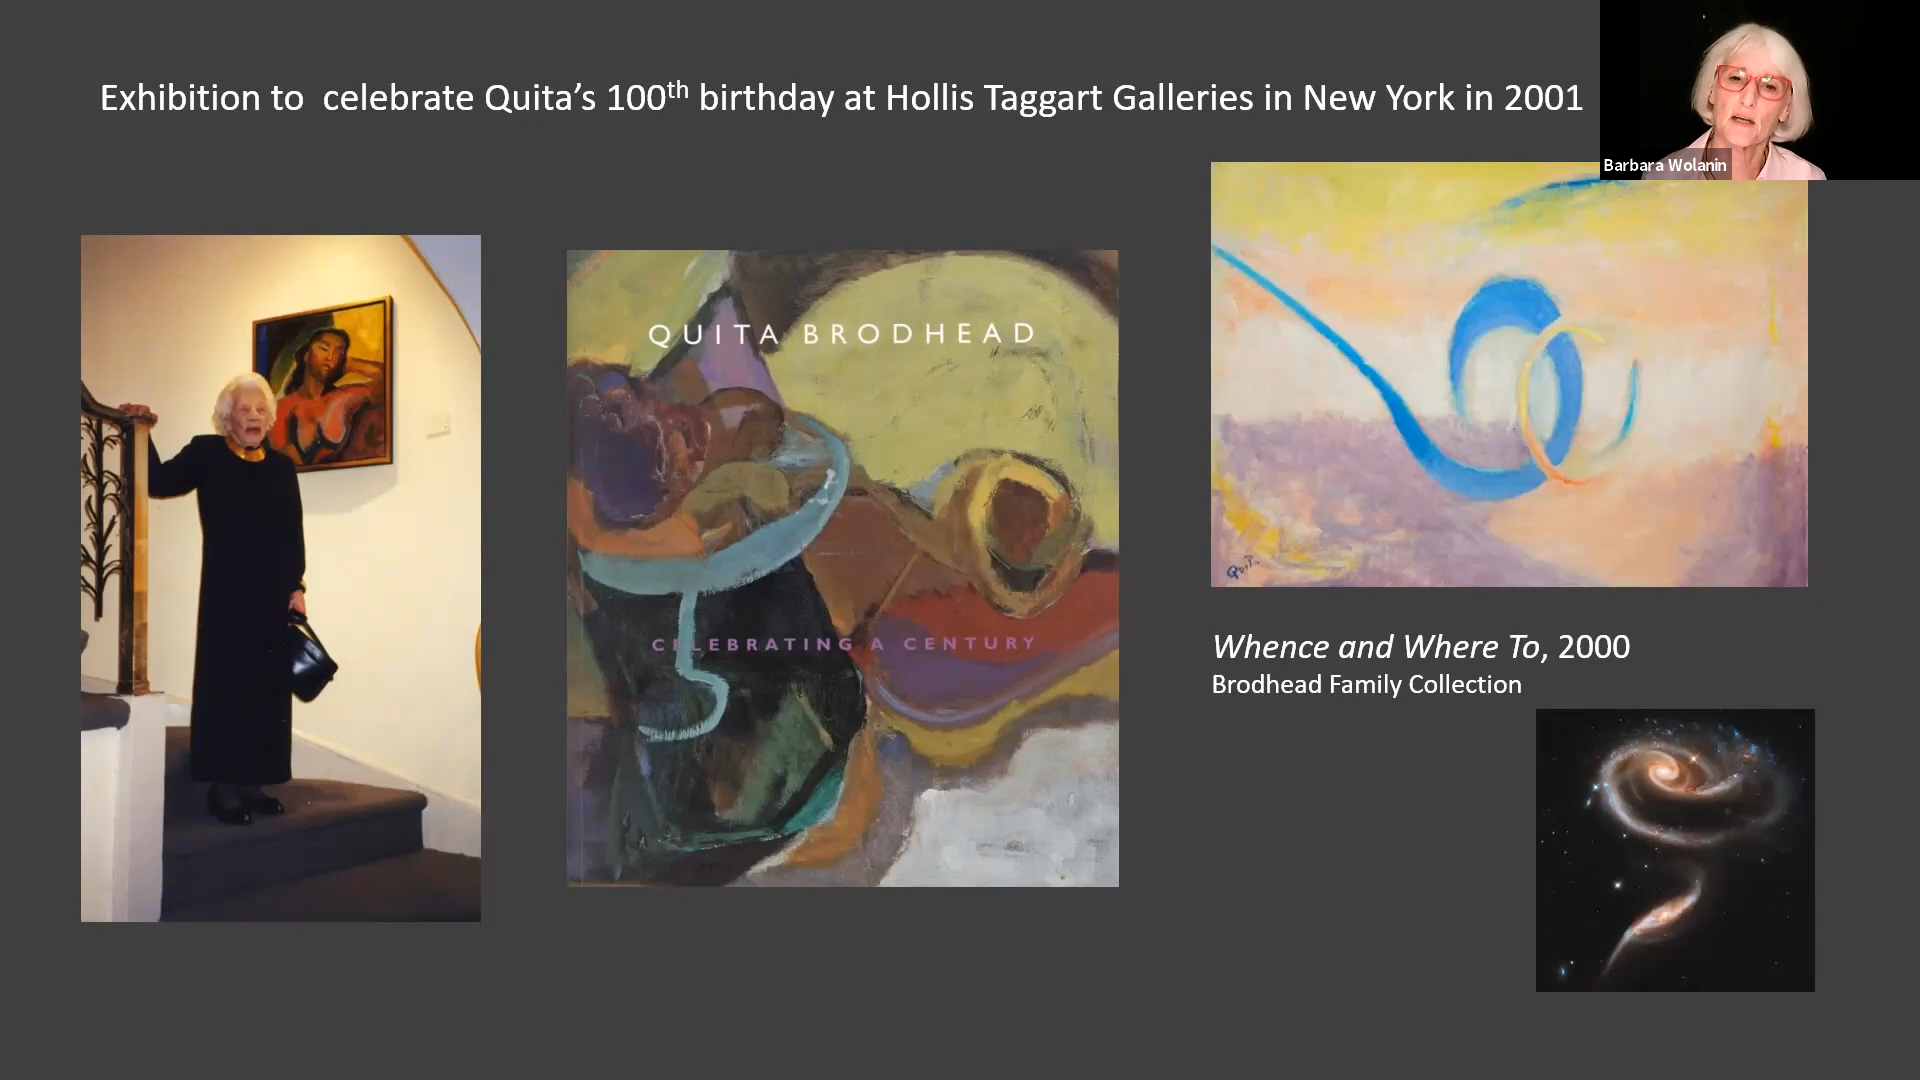 Exhibition to celebrate Quita's 100th birthday at Hollis Taggart Galleries in New York in 2001
Barbara Wolanin
QUITA BRODHEAD
CELEBRATING A CENTURY
Quita
Whence and Where To, 2000
Brodhead Family Collection